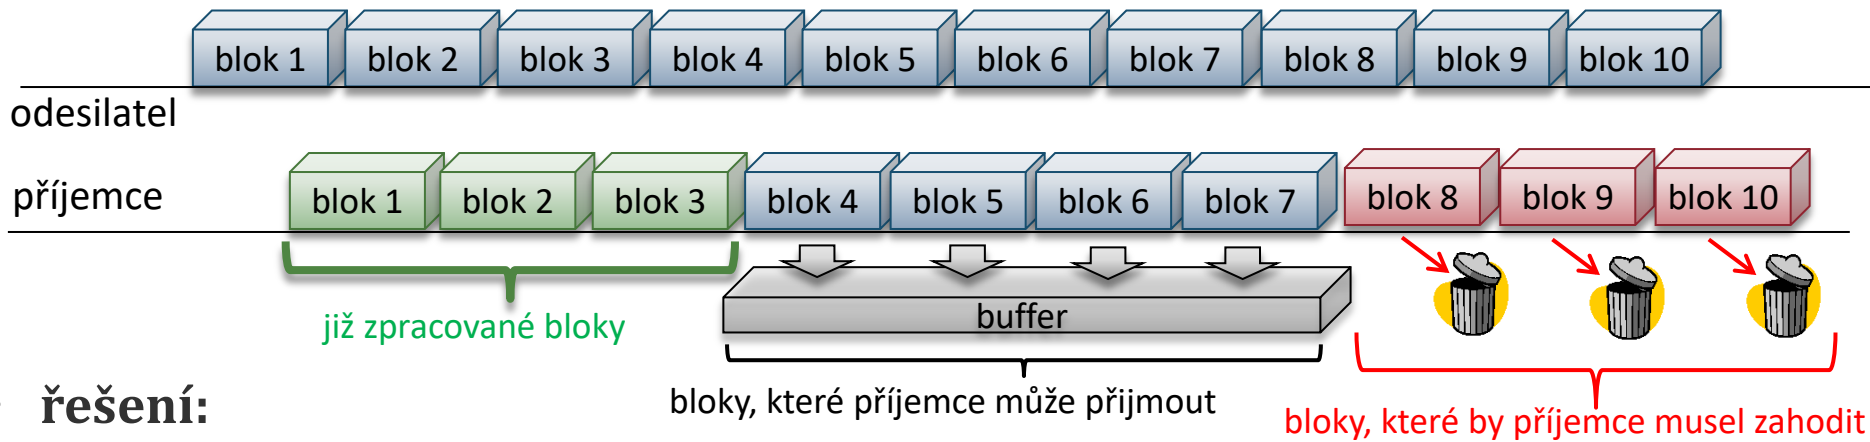 blok 1 blok 2 blok 3 blok 4 blok 5 blok 6 blok 7 blok 8 blok 9 blok 10
odesilatel
příjemce blok 1 blok 2 blok 3 blok 4 blok 5 blok 6 blok 7 blok 8 blok 9 blok 10
buffer
již zpracované bloky
bloky, které příjemce může přijmout
bloky, které by příjemce musel zahodit
řešení: